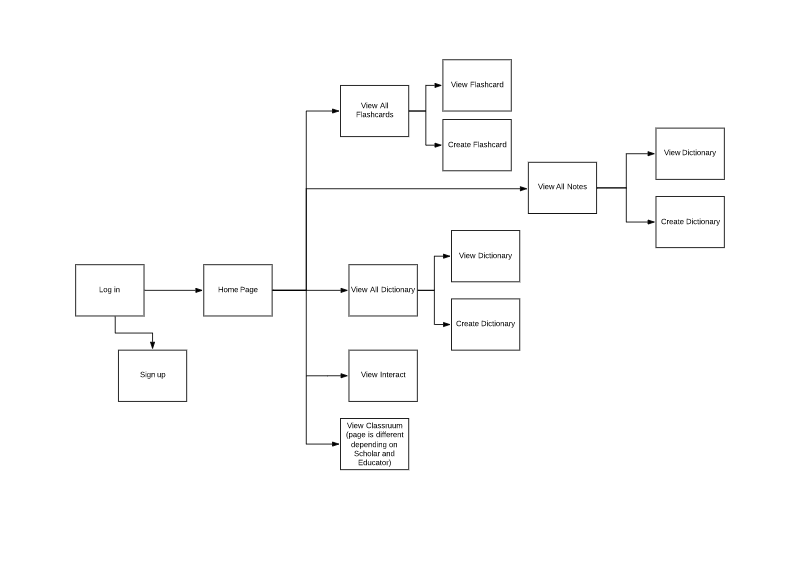 View Flashcard
View All
Flashcards
Create Flashcard
View Dictionary
View All Notes
Create Dictionary
View Dictionary
Log in
Home Page
View All Dictionary
Create Dictionary
Sign up
View Interact
View Classruum
(page is different
depending on
Scholar and
Educator)